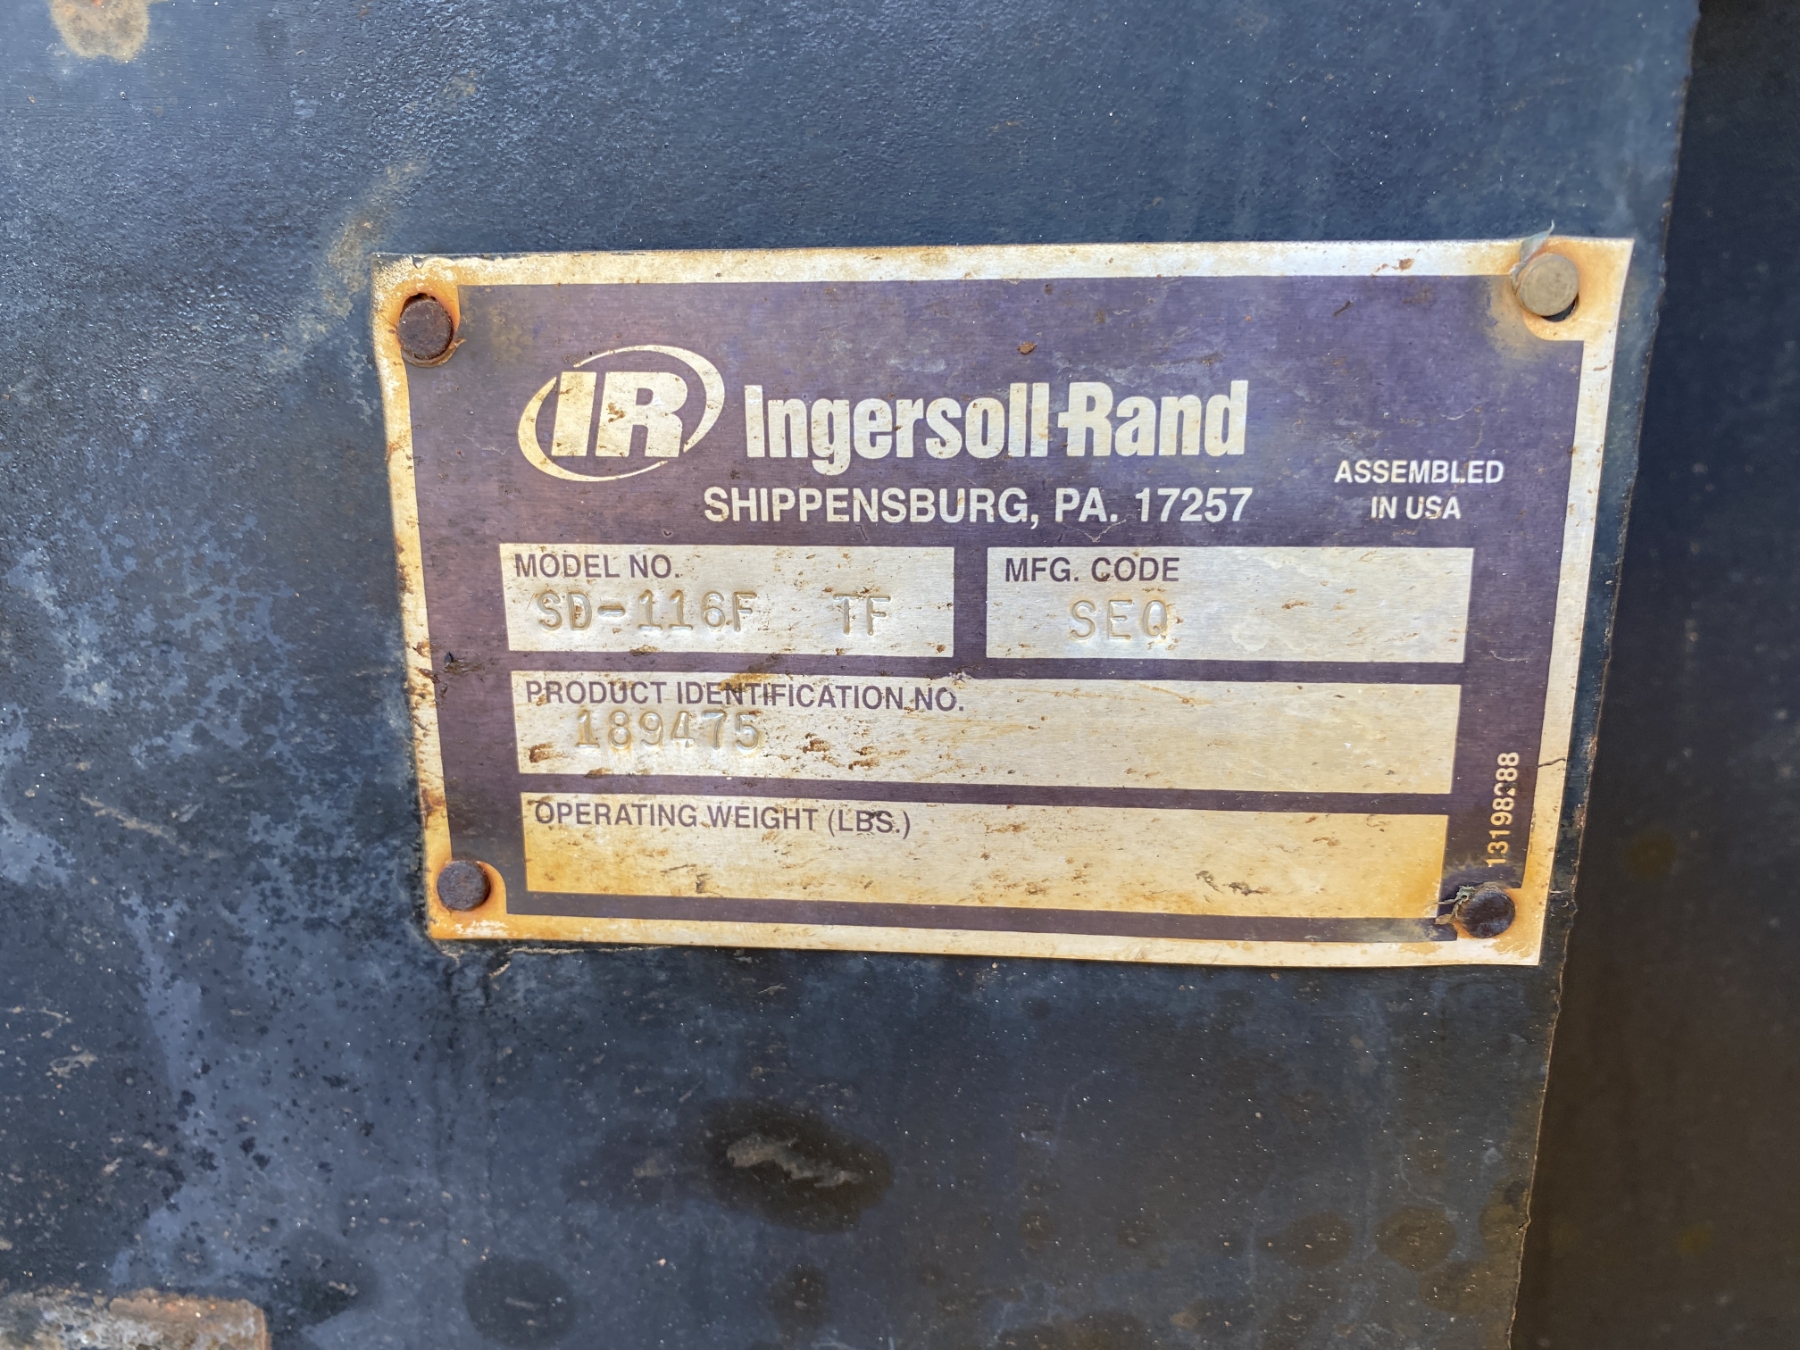 IR Ingersoll-Rand
SHIPPENSBURG, PA. 17257
ASSEMBLED
IN USA
MODEL NO.
SD-116F TF
MFG. CODE
SEQ
PRODUCT IDENTIFICATION NO.
189475
OPERATING WEIGHT (LBS.)